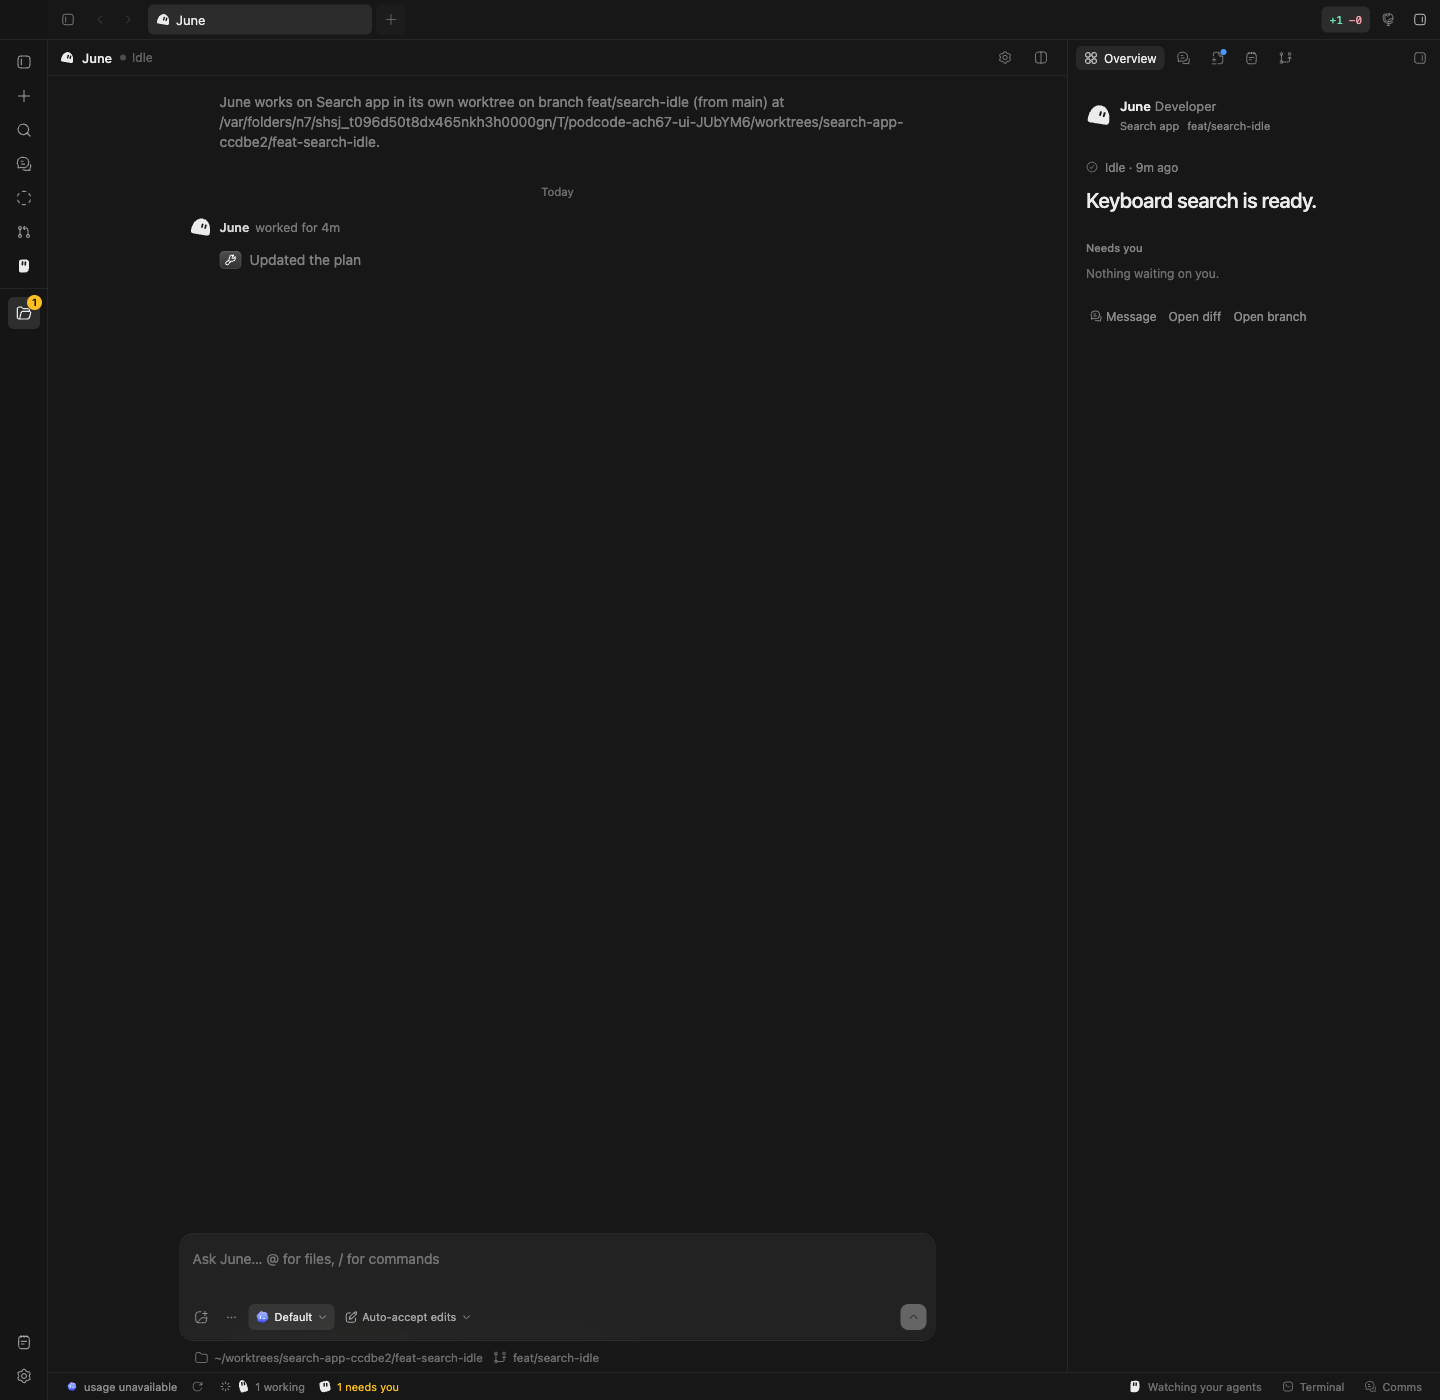 June
+1 −0
June
Idle
Overview
June works on Search app in its own worktree on branch feat/search-idle (from main) at
/var/folders/n7/shsj_t096d50t8dx465nkh3h0000gn/T/podcode-ach67-ui-JUbYM6/worktrees/search-app-
ccdbe2/feat-search-idle.
Today
June worked for 4m
Updated the plan
1
June Developer
Search app feat/search-idle
Idle · 9m ago
Keyboard search is ready.
Needs you
Nothing waiting on you.
Message Open diff Open branch
Ask June... @ for files, / for commands
Default
Auto-accept edits
~/worktrees/search-app-ccdbe2/feat-search-idle feat/search-idle
usage unavailable
1 working
1 needs you
Watching your agents
Terminal
Comms